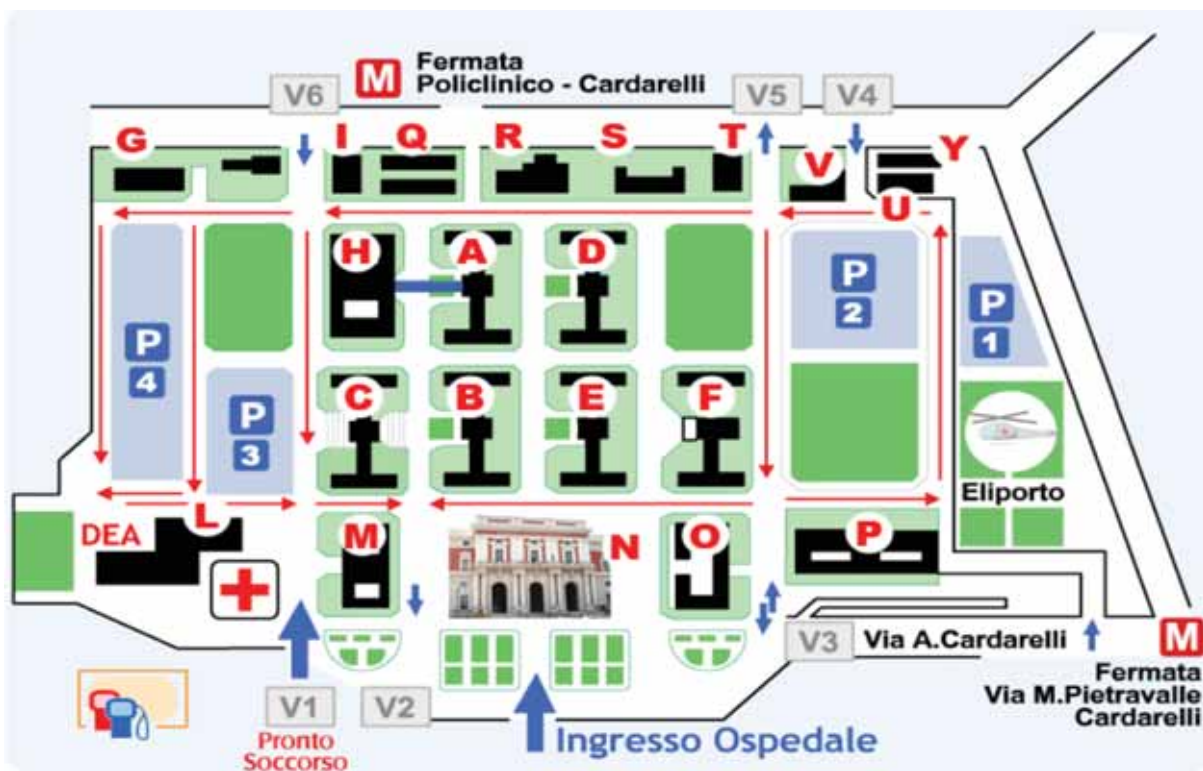 Fermata
Policlinico - Cardarelli
M
V6
V5
V4
G
I
Q
R
S
T
V
Y
U
H
A
D
P
2
P
1
P
4
C
B
E
F
P
3
Eliporto
DEA
L
M
N
O
P
V3
Via A.Cardarelli
M
Fermata
Via M.Pietravalle
Cardarelli
V1
V2
Pronto
Soccorso
Ingresso Ospedale